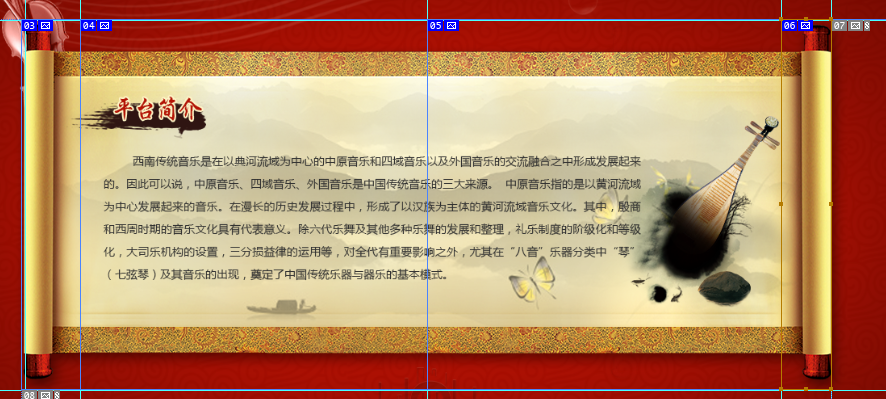 03 04 05 06 07 8
平台简介
西南传统音乐是在以典河流域为中心的中原音乐和四域音乐以及外国音乐的交流融合之中形成发展起来
的。因此可以说，中原音乐、四域音乐、外国音乐是中国传统音乐的三大来源。 中原音乐指的是以黄河流域
为中心发展起来的音乐。在漫长的历史发展过程中，形成了以汉族为主体的黄河流域音乐文化。其中，殷商
和西周时期的音乐文化具有代表意义。除六代乐舞及其他多种乐舞的发展和整理，礼乐制度的阶级化和等级
化，大司乐机构的设置，三分损益律的运用等，对全代有重要影响之外，尤其在“八音”乐器分类中“琴”
（七弦琴）及其音乐的出现，奠定了中国传统乐器与器乐的基本模式。
08 8